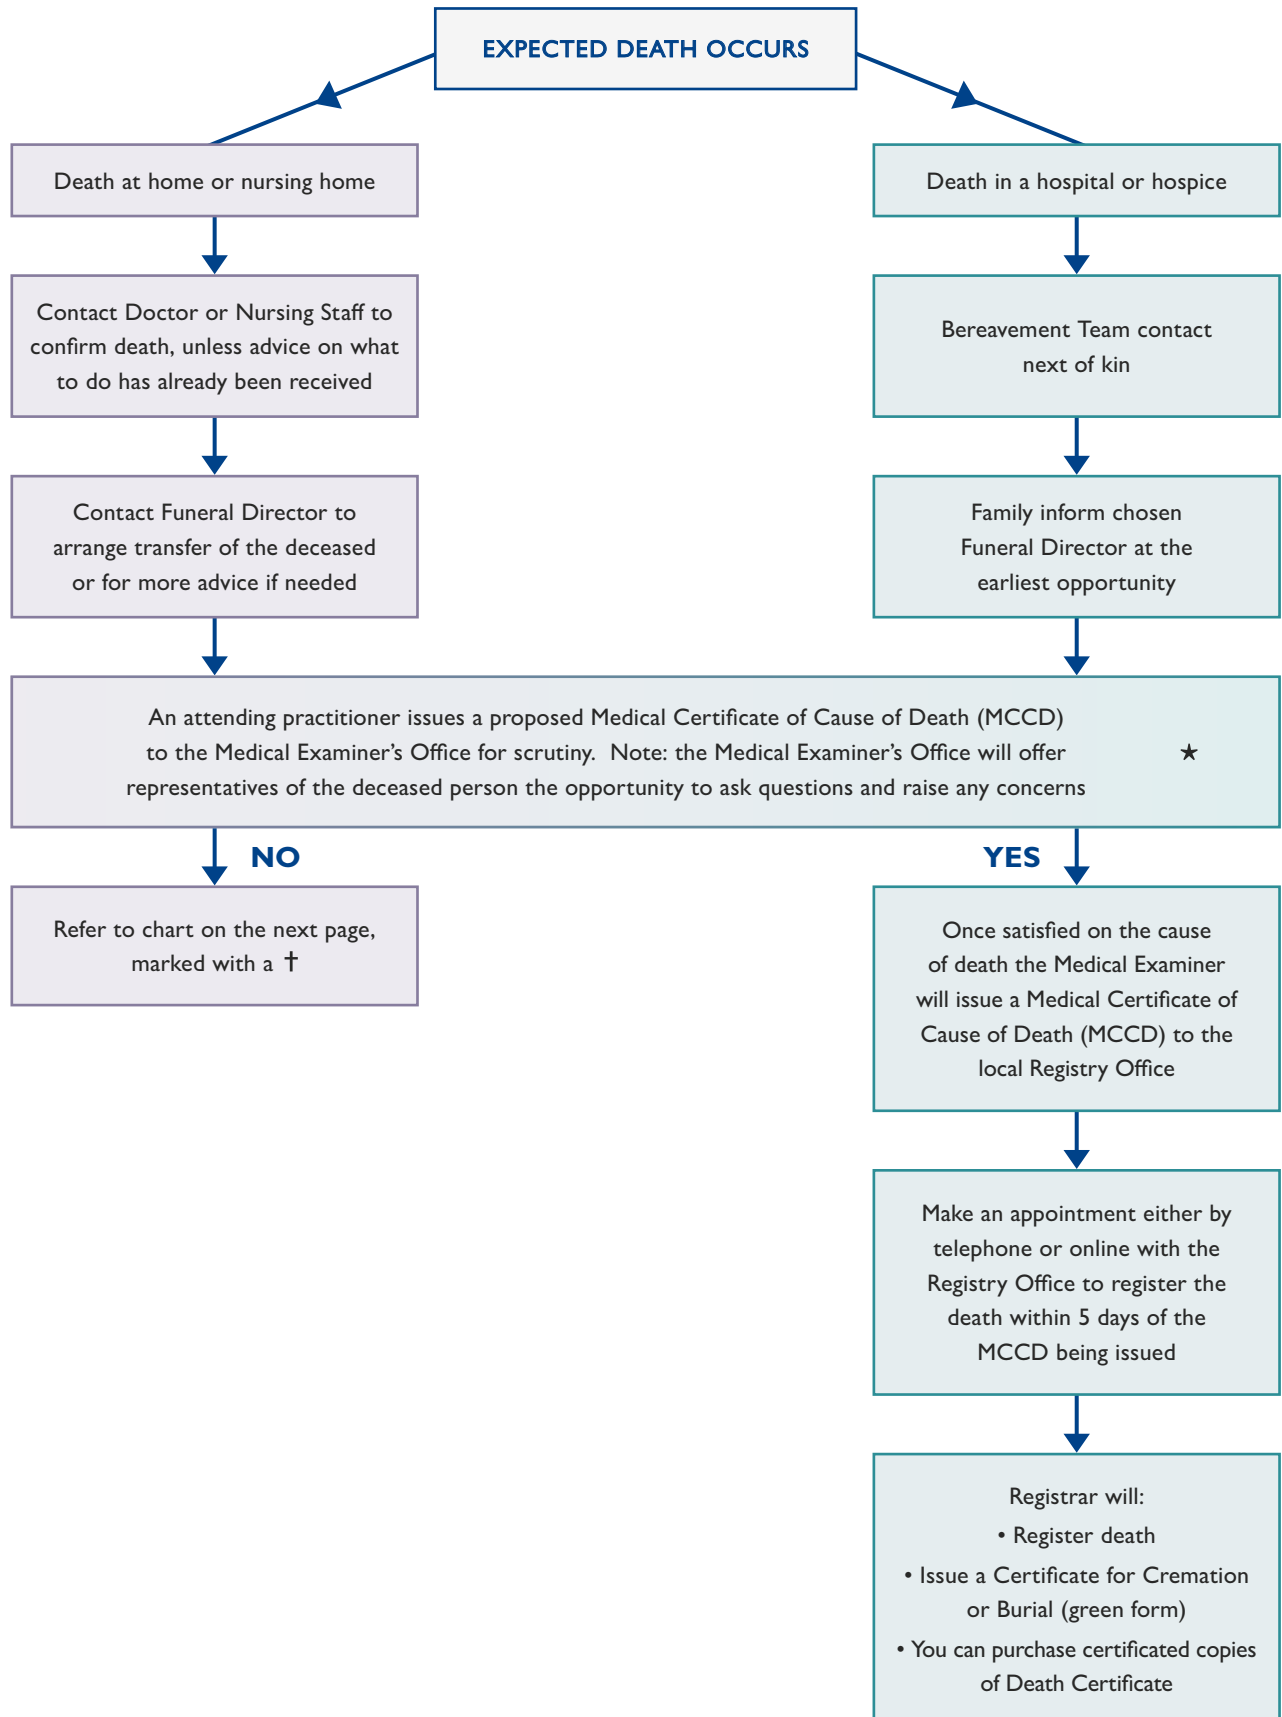 EXPECTED DEATH OCCURS
Death at home or nursing home
Death in a hospital or hospice
Contact Doctor or Nursing Staff to
confirm death, unless advice on what
to do has already been received
Bereavement Team contact
next of kin
Contact Funeral Director to
arrange transfer of the deceased
or for more advice if needed
Family inform chosen
Funeral Director at the
earliest opportunity
An attending practitioner issues a proposed Medical Certificate of Cause of Death (MCCD)
to the Medical Examiner’s Office for scrutiny. Note: the Medical Examiner’s Office will offer ★
representatives of the deceased person the opportunity to ask questions and raise any concerns
NO
YES
Refer to chart on the next page,
marked with a †
Once satisfied on the cause
of death the Medical Examiner
will issue a Medical Certificate of
Cause of Death (MCCD) to the
local Registry Office
Make an appointment either by
telephone or online with the
Registry Office to register the
death within 5 days of the
MCCD being issued
Registrar will:
• Register death
• Issue a Certificate for Cremation
or Burial (green form)
• You can purchase certificated copies
of Death Certificate